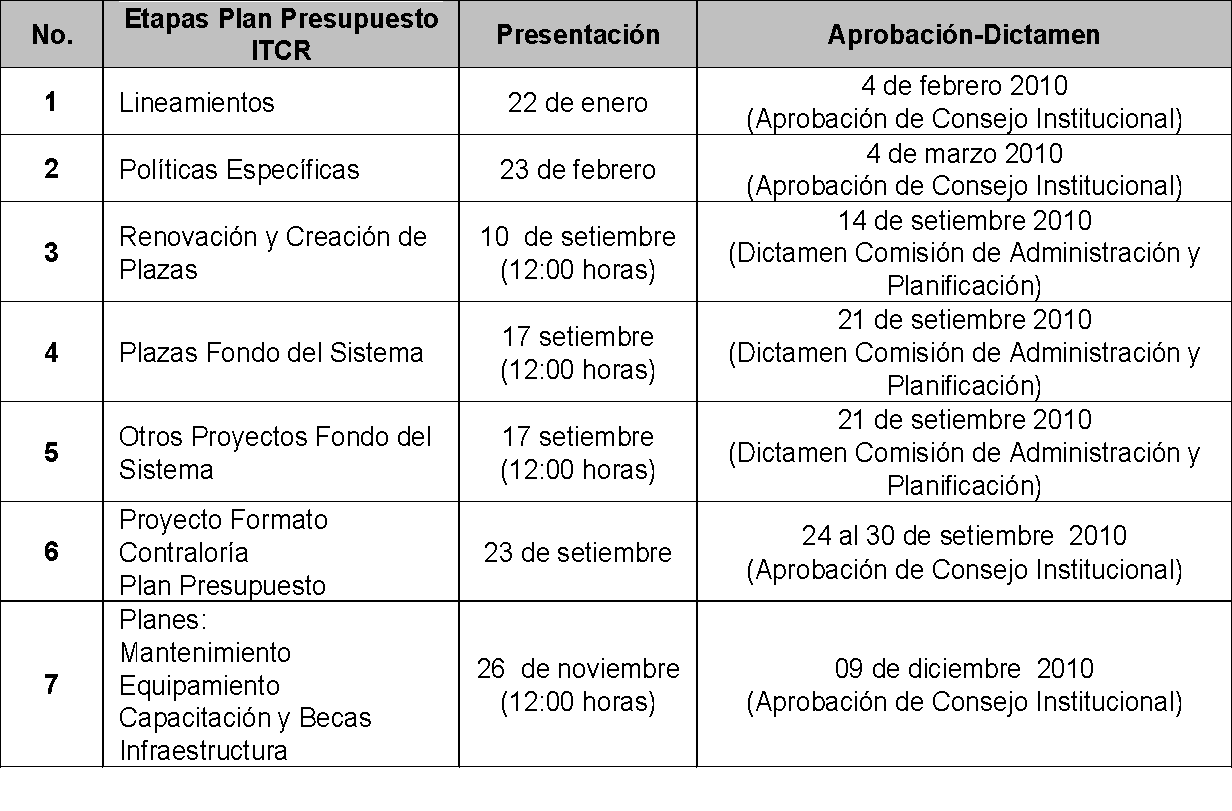 No.
Etapas Plan Presupuesto
ITCR
Presentación
Aprobación-Dictamen
1
Lineamientos
22 de enero
4 de febrero 2010
(Aprobación de Consejo Institucional)
2
Políticas Específicas
23 de febrero
4 de marzo 2010
(Aprobación de Consejo Institucional)
3
Renovación y Creación de
Plazas
10 de setiembre
(12:00 horas)
14 de setiembre 2010
(Dictamen Comisión de Administración y
Planificación)
4
Plazas Fondo del Sistema
17 setiembre
(12:00 horas)
21 de setiembre 2010
(Dictamen Comisión de Administración y
Planificación)
5
Otros Proyectos Fondo del
Sistema
17 setiembre
(12:00 horas)
21 de setiembre 2010
(Dictamen Comisión de Administración y
Planificación)
6
Proyecto Formato
Contraloría
Plan Presupuesto
23 de setiembre
24 al 30 de setiembre 2010
(Aprobación de Consejo Institucional)
7
Planes:
Mantenimiento
Equipamiento
Capacitación y Becas
Infraestructura
26 de noviembre
(12:00 horas)
09 de diciembre 2010
(Aprobación de Consejo Institucional)